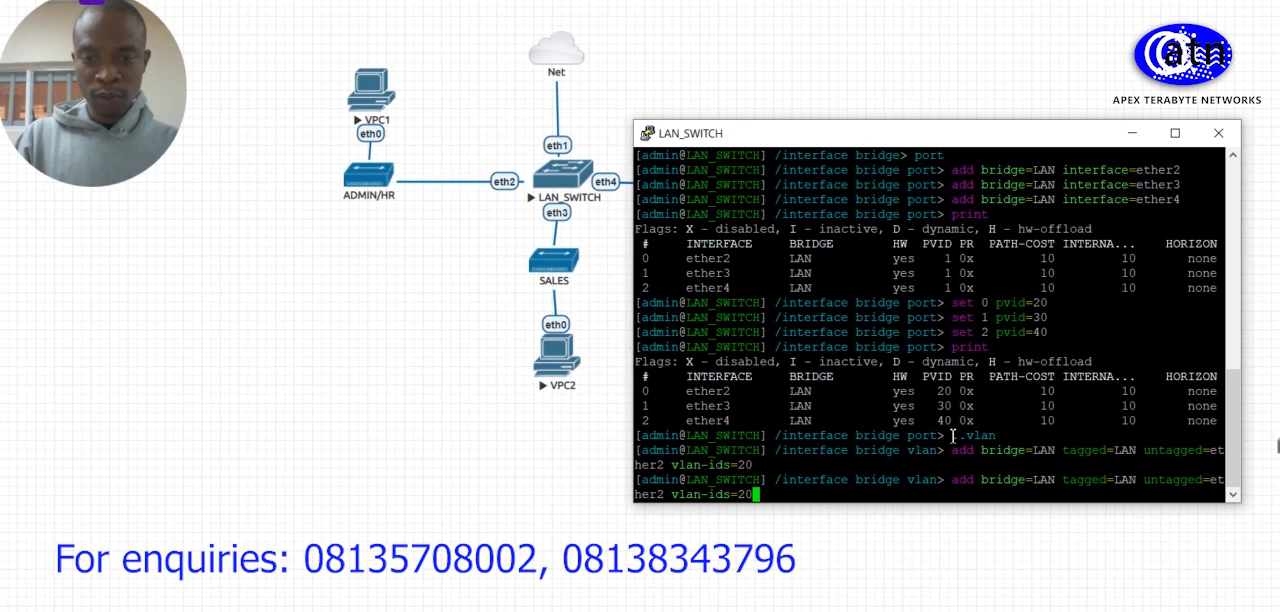 Net
atn
APEX TERABYTE NETWORKS
VPC1
eth0
eth1
ADMIN/HR
eth2
LAN_SWITCH
eth4
eth3
SALES
eth0
VPC2
LAN_SWITCH
[admin@LAN_SWITCH] /interface bridge> port
[admin@LAN_SWITCH] /interface bridge port> add bridge=LAN interface=ether2
[admin@LAN_SWITCH] /interface bridge port> add bridge=LAN interface=ether3
[admin@LAN_SWITCH] /interface bridge port> add bridge=LAN interface=ether4
[admin@LAN_SWITCH] /interface bridge port> print
Flags: X - disabled, I - inactive, D - dynamic, H - hw-offload
# INTERFACE BRIDGE HW PVID PR PATH-COST INTERNA... HORIZON
0 ether2 LAN yes 1 0x 10 10 none
1 ether3 LAN yes 1 0x 10 10 none
2 ether4 LAN yes 1 0x 10 10 none
[admin@LAN_SWITCH] /interface bridge port> set 0 pvid=20
[admin@LAN_SWITCH] /interface bridge port> set 1 pvid=30
[admin@LAN_SWITCH] /interface bridge port> set 2 pvid=40
[admin@LAN_SWITCH] /interface bridge port> print
Flags: X - disabled, I - inactive, D - dynamic, H - hw-offload
# INTERFACE BRIDGE HW PVID PR PATH-COST INTERNA... HORIZON
0 ether2 LAN yes 20 0x 10 10 none
1 ether3 LAN yes 30 0x 10 10 none
2 ether4 LAN yes 40 0x 10 10 none
[admin@LAN_SWITCH] /interface bridge port> ..vlan
[admin@LAN_SWITCH] /interface bridge vlan> add bridge=LAN tagged=LAN untagged=et
her2 vlan-ids=20
[admin@LAN_SWITCH] /interface bridge vlan> add bridge=LAN tagged=LAN untagged=et
her2 vlan-ids=20
For enquiries: 08135708002, 08138343796